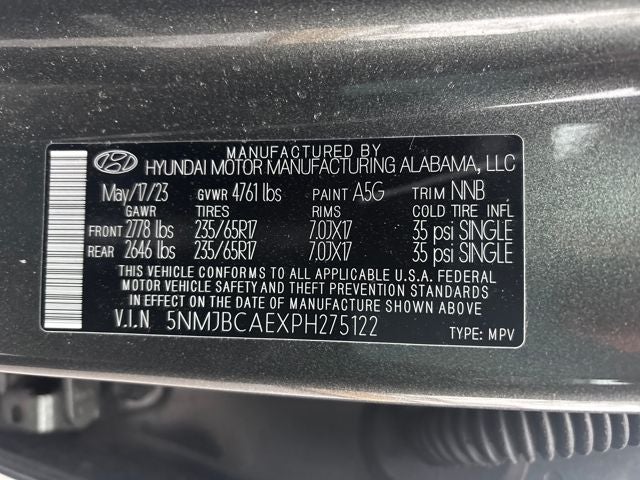 MANUFACTURED BY
HYUNDAI MOTOR MANUFACTURING ALABAMA, LLC
May/17/23 GVWR 4761 lbs PAINT A5G TRIM NNB
GAWR TIRES RIMS COLD TIRE INFL
FRONT 2778 lbs 235/65R17 7.0JX17 35 psi SINGLE
REAR 2646 lbs 235/65R17 7.0JX17 35 psi SINGLE
THIS VEHICLE CONFORMS TO ALL APPLICABLE U.S.A. FEDERAL
MOTOR VEHICLE SAFETY AND THEFT PREVENTION STANDARDS
IN EFFECT ON THE DATE OF MANUFACTURE SHOWN ABOVE
V.I.N 5NMJBCAEXPH275122 TYPE: MPV